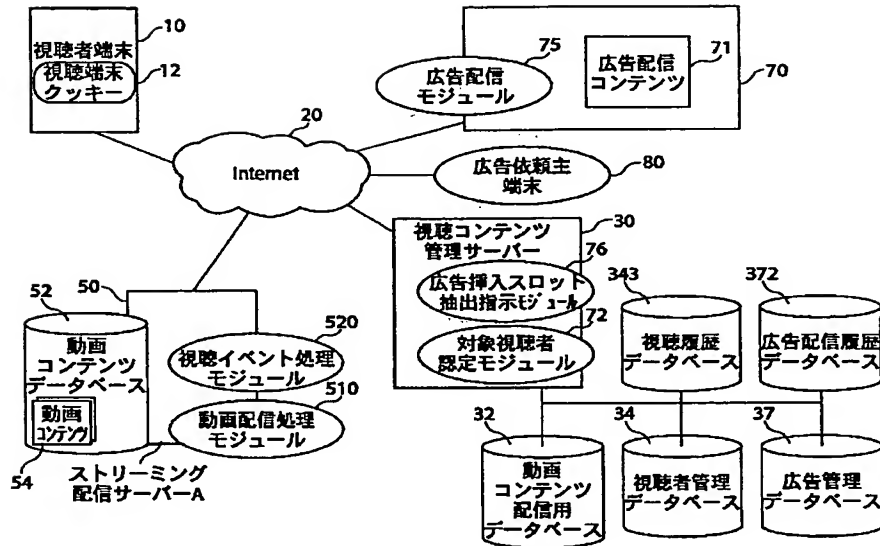 10
視聴者端末
視聴端末
クッキー
12
75
広告配信
モジュール
広告配信
コンテンツ
71
70
20
Internet
広告依頼主
端末
80
30
視聴コンテンツ
管理サーバー
76
広告挿入スロット
抽出指示モジュール
72
対象視聴者
認定モジュール
343
視聴履歴
データベース
372
広告配信履歴
データベース
52
50
動画
コンテンツ
データベース
動画
コンテンツ
54
520
視聴イベント処理
モジュール
510
動画配信処理
モジュール
ストリーミング
配信サーバーA
32
動画
コンテンツ
配信用
データベース
34
視聴者管理
データベース
37
広告管理
データベース